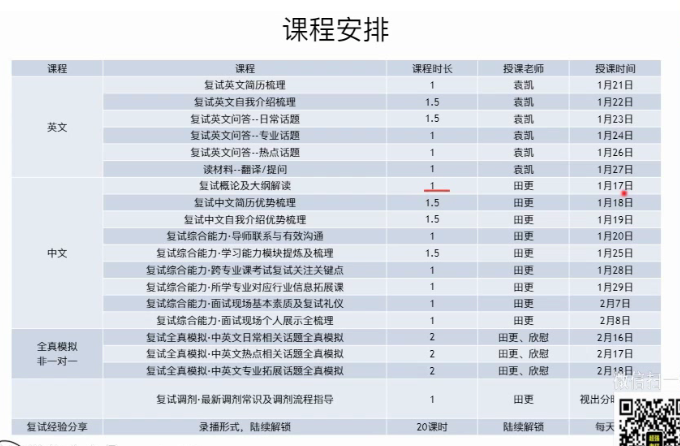 课程安排
课程 课程 课程时长 授课老师 授课时间
英文
复试英文简历梳理 1 袁凯 1月21日
复试英文自我介绍梳理 1.5 袁凯 1月22日
复试英文问答--日常话题 1.5 袁凯 1月23日
复试英文问答--专业话题 1 袁凯 1月24日
复试英文问答--热点话题 1 袁凯 1月26日
读材料--翻译/提问 1 袁凯 1月27日
中文
复试概论及大纲解读 1 田更 1月17日
复试中文简历优势梳理 1.5 田更 1月18日
复试中文自我介绍优势梳理 1.5 田更 1月19日
复试综合能力·导师联系与有效沟通 1 田更 1月20日
复试综合能力·学习能力模块提炼及梳理 1.5 田更 1月25日
复试综合能力·跨专业课考试复试关注关键点 1 田更 1月28日
复试综合能力·所学专业对应行业信息拓展课 1 田更 1月29日
复试综合能力·面试现场基本素质及复试礼仪 1 田更 2月7日
复试综合能力·面试现场个人展示全梳理 1 田更 2月8日
全真模拟
非一对一
复试全真模拟·中英文日常相关话题全真模拟 2 田更、欣慰 2月16日
复试全真模拟·中英文热点相关话题全真模拟 2 田更、欣慰 2月17日
复试全真模拟·中英文专业拓展话题全真模拟 2 田更、欣慰 2月18日
复试调剂·最新调剂常识及调剂流程指导 1 田更 视出分时
复试经验分享 录播形式，陆续解锁 20课时 陆续解锁 每天
微信扫一